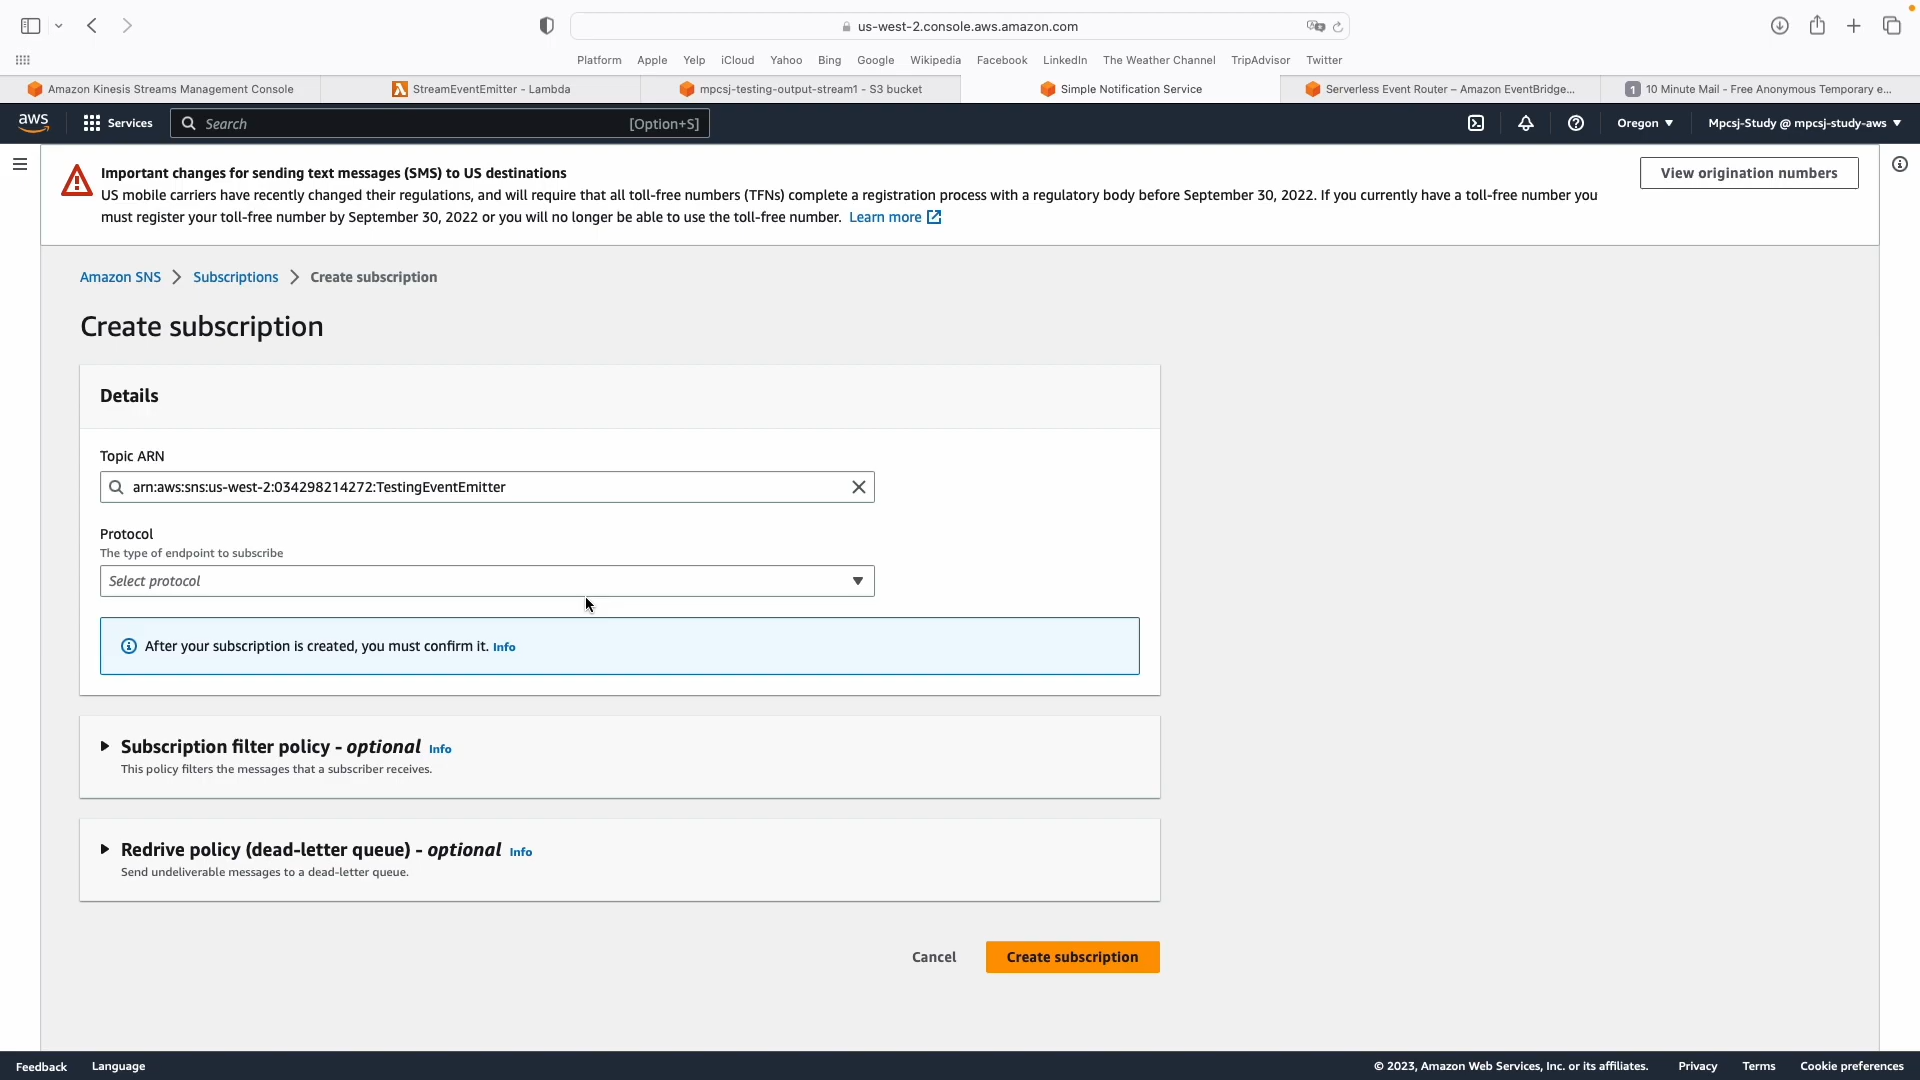 us-west-2.console.aws.amazon.com
Platform Apple Yelp iCloud Yahoo Bing Google Wikipedia Facebook LinkedIn The Weather Channel TripAdvisor Twitter
Amazon Kinesis Streams Management Console
StreamEventEmitter - Lambda
mpcsj-testing-output-stream1 - S3 bucket
Simple Notification Service
Serverless Event Router – Amazon EventBridge...
1 10 Minute Mail - Free Anonymous Temporary e...
aws Services Search [Option+S] Oregon Mpcsj-Study @ mpcsj-study-aws
Important changes for sending text messages (SMS) to US destinations
US mobile carriers have recently changed their regulations, and will require that all toll-free numbers (TFNs) complete a registration process with a regulatory body before September 30, 2022. If you currently have a toll-free number you
must register your toll-free number by September 30, 2022 or you will no longer be able to use the toll-free number. Learn more
View origination numbers
Amazon SNS > Subscriptions > Create subscription
Create subscription
Details
Topic ARN
arn:aws:sns:us-west-2:034298214272:TestingEventEmitter
Protocol
The type of endpoint to subscribe
Select protocol
After your subscription is created, you must confirm it. Info
Subscription filter policy - optional Info
This policy filters the messages that a subscriber receives.
Redrive policy (dead-letter queue) - optional Info
Send undeliverable messages to a dead-letter queue.
Cancel Create subscription
Feedback Language © 2023, Amazon Web Services, Inc. or its affiliates. Privacy Terms Cookie preferences